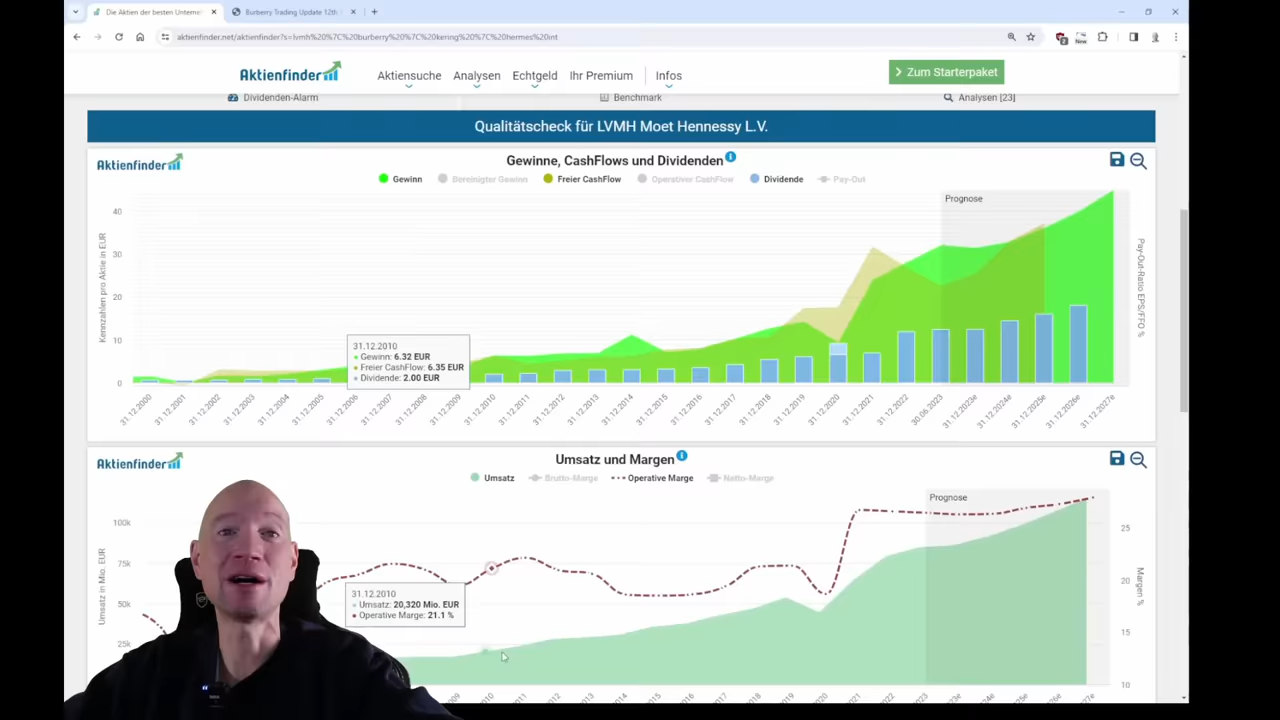 Die Aktien der besten Unterneh
Burberry Trading Update 12th
aktienfinder.net/aktienfinder?s=lvmh%20%7C%20burberry%20%7C%20kering%20%7C%20hermes%20int
New
Aktienfinder
Aktiensuche
Analysen
Echtgeld
Ihr Premium
Infos
Zum Starterpaket
Dividenden-Alarm
Benchmark
Analysen [23]
Qualitätscheck für LVMH Moet Hennessy L.V.
Aktienfinder
Gewinne, CashFlows und Dividenden
Gewinn
Bereinigter Gewinn
Freier CashFlow
Operativer CashFlow
Dividende
Pay-Out
Prognose
Kennzahlen pro Aktie in EUR
40
30
20
10
0
Pay-Out-Ratio EPS/FFO %
31.12.2010
Gewinn: 6.32 EUR
Freier CashFlow: 6.35 EUR
Dividende: 2.00 EUR
31.12.2000
31.12.2001
31.12.2002
31.12.2003
31.12.2004
31.12.2005
31.12.2006
31.12.2007
31.12.2008
31.12.2009
31.12.2010
31.12.2011
31.12.2012
31.12.2013
31.12.2014
31.12.2015
31.12.2016
31.12.2017
31.12.2018
31.12.2019
31.12.2020
31.12.2021
31.12.2022
30.06.2023
31.12.2023e
31.12.2024e
31.12.2025e
31.12.2026e
31.12.2027e
Aktienfinder
Umsatz und Margen
Umsatz
Brutto-Marge
Operative Marge
Netto-Marge
Prognose
Umsatz in Mio. EUR
100k
75k
50k
25k
25
20
15
10
Margen %
31.12.2010
Umsatz: 20,320 Mio. EUR
Operative Marge: 21.1 %